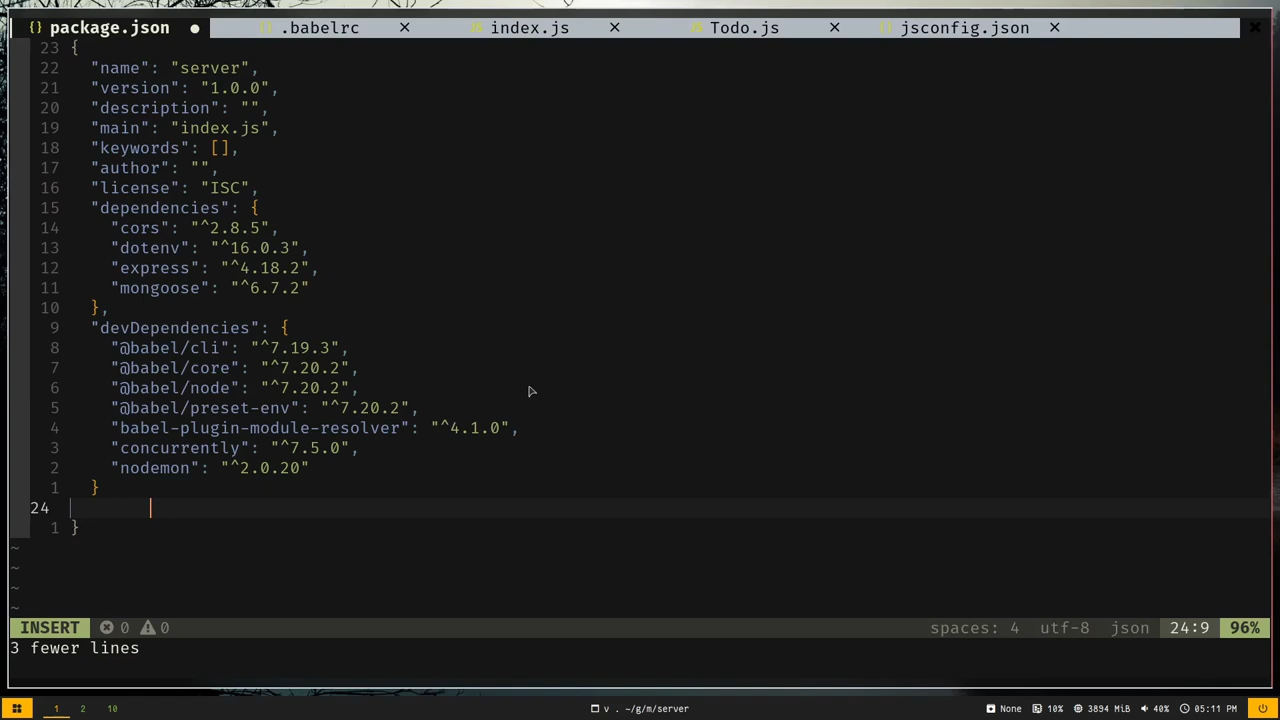 {} package.json ● {} .babelrc ✕ JS index.js ✕ JS Todo.js ✕ {} jsconfig.json ✕ ✕
23 {
22   "name": "server",
21   "version": "1.0.0",
20   "description": "",
19   "main": "index.js",
18   "keywords": [],
17   "author": "",
16   "license": "ISC",
15   "dependencies": {
14     "cors": "^2.8.5",
13     "dotenv": "^16.0.3",
12     "express": "^4.18.2",
11     "mongoose": "^6.7.2"
10   },
9   "devDependencies": {
8     "@babel/cli": "^7.19.3",
7     "@babel/core": "^7.20.2",
6     "@babel/node": "^7.20.2",
5     "@babel/preset-env": "^7.20.2",
4     "babel-plugin-module-resolver": "^4.1.0",
3     "concurrently": "^7.5.0",
2     "nodemon": "^2.0.20"
1   }
24
1 }
~
~
~
~
INSERT 0 0 spaces: 4 utf-8 json 24:9 96%
3 fewer lines
1 2 10 v . ~/g/m/server None 10% 3894 MiB 40% 05:11 PM